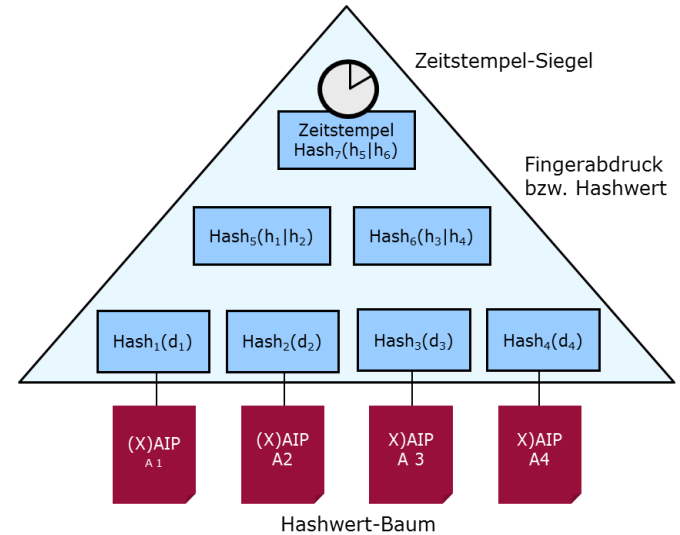 Zeitstempel-Siegel
Zeitstempel
Hash₇(h₅|h₆)
Fingerabdruck
bzw. Hashwert
Hash₅(h₁|h₂)
Hash₆(h₃|h₄)
Hash₁(d₁)
Hash₂(d₂)
Hash₃(d₃)
Hash₄(d₄)
(X)AIP
A 1
(X)AIP
A2
X)AIP
A 3
X)AIP
A4
Hashwert-Baum